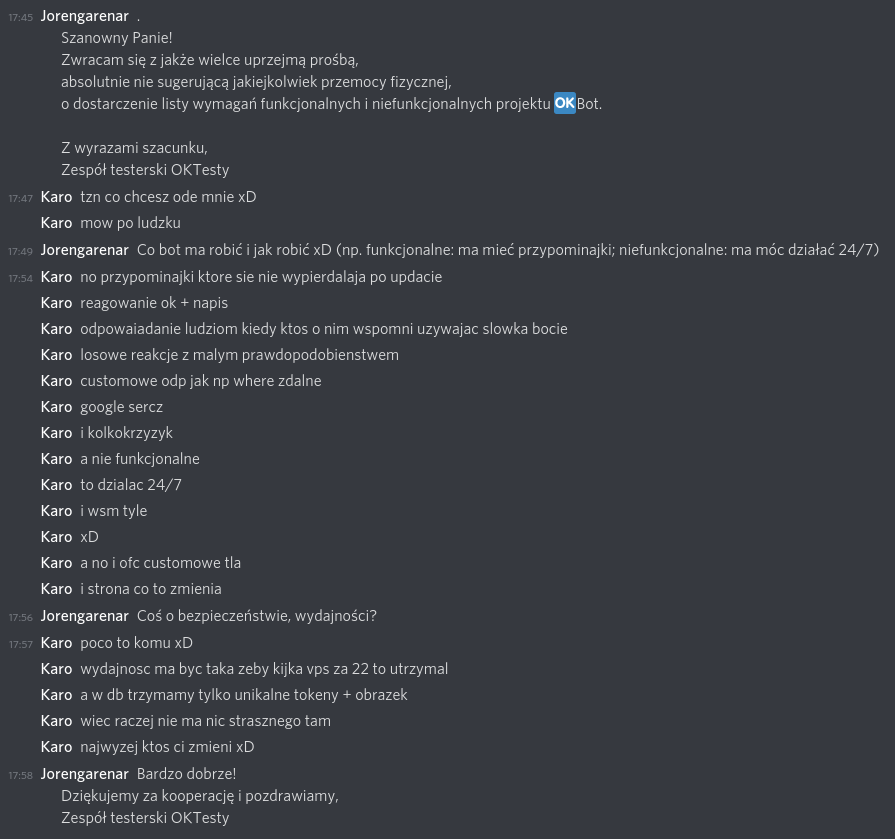 17:45 Jorengarenar .
Szanowny Panie!
Zwracam się z jakże wielce uprzejmą prośbą,
absolutnie nie sugerującą jakiejkolwiek przemocy fizycznej,
o dostarczenie listy wymagań funkcjonalnych i niefunkcjonalnych projektu OK Bot.
Z wyrazami szacunku,
Zespół testerski OKTesty
17:47 Karo tzn co chcesz ode mnie xD
Karo mow po ludzku
17:49 Jorengarenar Co bot ma robić i jak robić xD (np. funkcjonalne: ma mieć przypominajki; niefunkcjonalne: ma móc działać 24/7)
17:54 Karo no przypominajki ktore sie nie wypierdalaja po updacie
Karo reagowanie ok + napis
Karo odpowaiadanie ludziom kiedy ktos o nim wspomni uzywajac slowka bocie
Karo losowe reakcje z malym prawdopodobienstwem
Karo customowe odp jak np where zdalne
Karo google sercz
Karo i kolkokrzyzyk
Karo a nie funkcjonalne
Karo to dzialac 24/7
Karo i wsm tyle
Karo xD
Karo a no i ofc customowe tla
Karo i strona co to zmienia
17:56 Jorengarenar Coś o bezpieczeństwie, wydajności?
17:57 Karo poco to komu xD
Karo wydajnosc ma byc taka zeby kijka vps za 22 to utrzymal
Karo a w db trzymamy tylko unikalne tokeny + obrazek
Karo wiec raczej nie ma nic strasznego tam
Karo najwyzej ktos ci zmieni xD
17:58 Jorengarenar Bardzo dobrze!
Dziękujemy za kooperację i pozdrawiamy,
Zespół testerski OKTesty